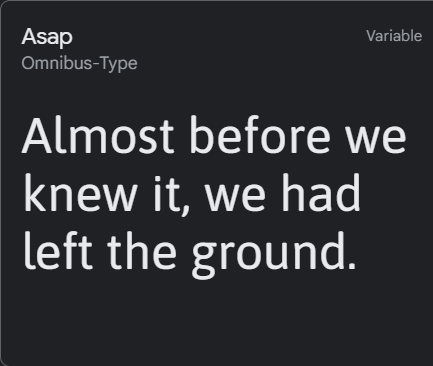 Asap
Variable
Omnibus-Type
Almost before we
knew it, we had
left the ground.